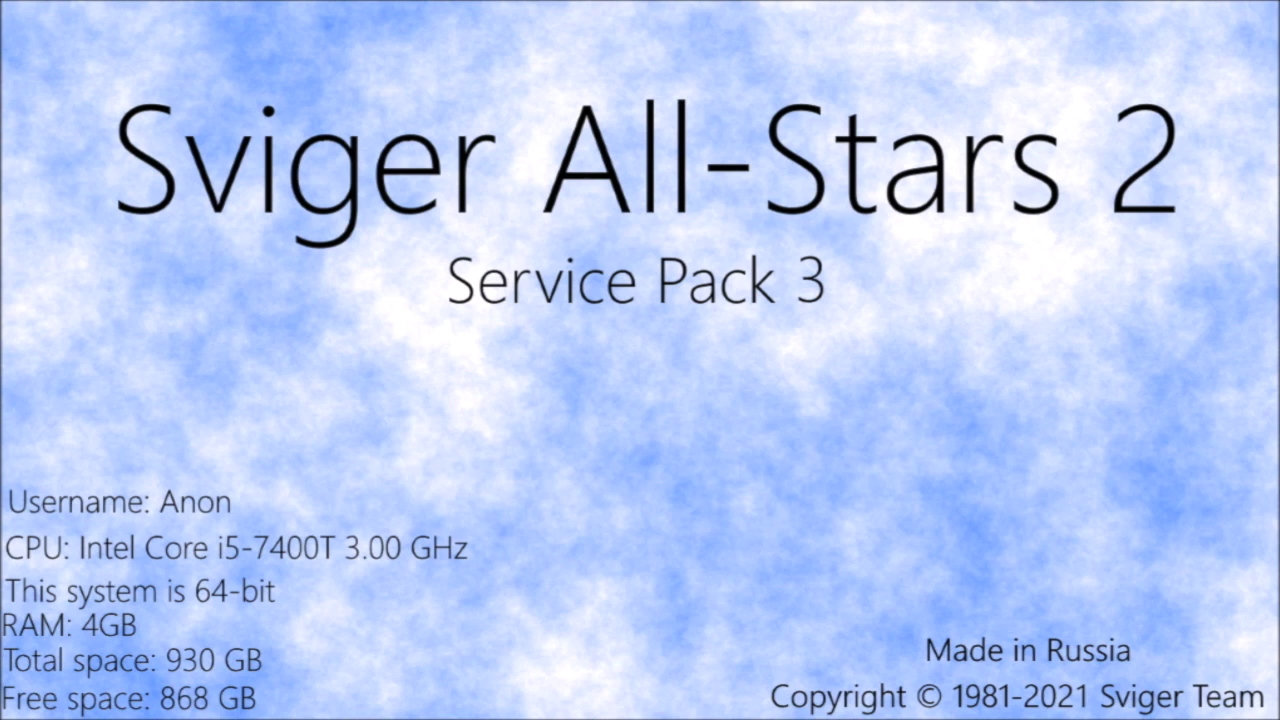 Sviger All-Stars 2
Service Pack 3
Username: Anon
CPU: Intel Core i5-7400T 3.00 GHz
This system is 64-bit
RAM: 4GB
Total space: 930 GB
Free space: 868 GB
Made in Russia
Copyright © 1981-2021 Sviger Team